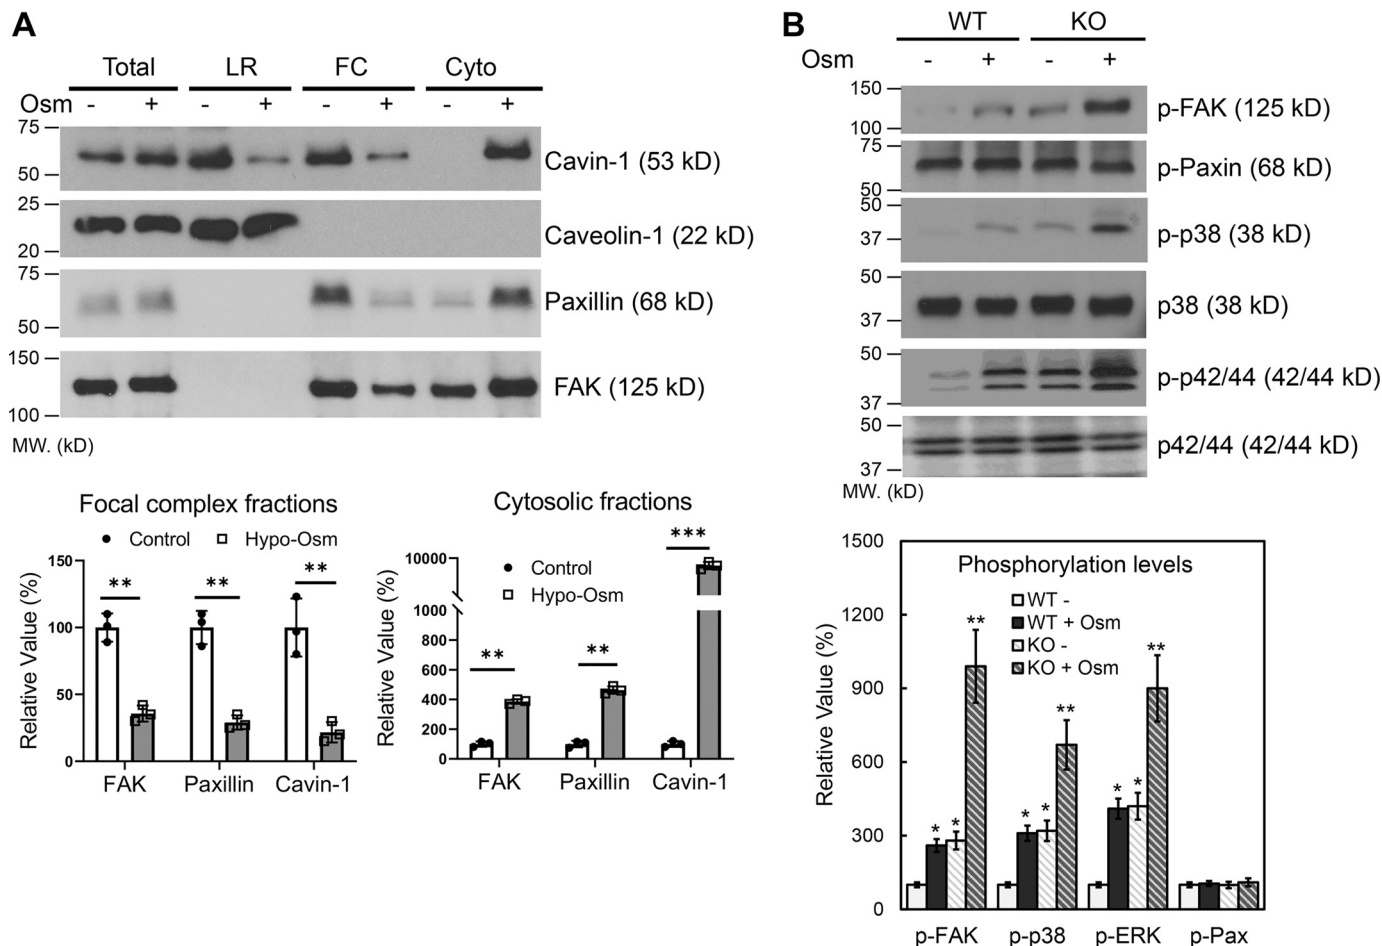 A
Total LR FC Cyto
Osm - + - + - + - +
75
50
Cavin-1 (53 kD)
25
20
Caveolin-1 (22 kD)
75
50
Paxillin (68 kD)
150
100
FAK (125 kD)
MW. (kD)
Focal complex fractions
Control Hypo-Osm
Relative Value (%)
150
100
50
0
** ** **
FAK Paxillin Cavin-1
Cytosolic fractions
Control
Hypo-Osm
Relative Value (%)
10000
1000
800
600
400
200
0
** ** ***
FAK Paxillin Cavin-1
B
WT KO
Osm - + - +
150
100
p-FAK (125 kD)
75
50
p-Paxin (68 kD)
50
37
p-p38 (38 kD)
50
37
p38 (38 kD)
50
37
p-p42/44 (42/44 kD)
50
37
p42/44 (42/44 kD)
MW. (kD)
Phosphorylation levels
WT -
WT + Osm
KO -
KO + Osm
Relative Value (%)
1500
1200
900
600
300
0
* * ** * * ** * * **
p-FAK p-p38 p-ERK p-Pax